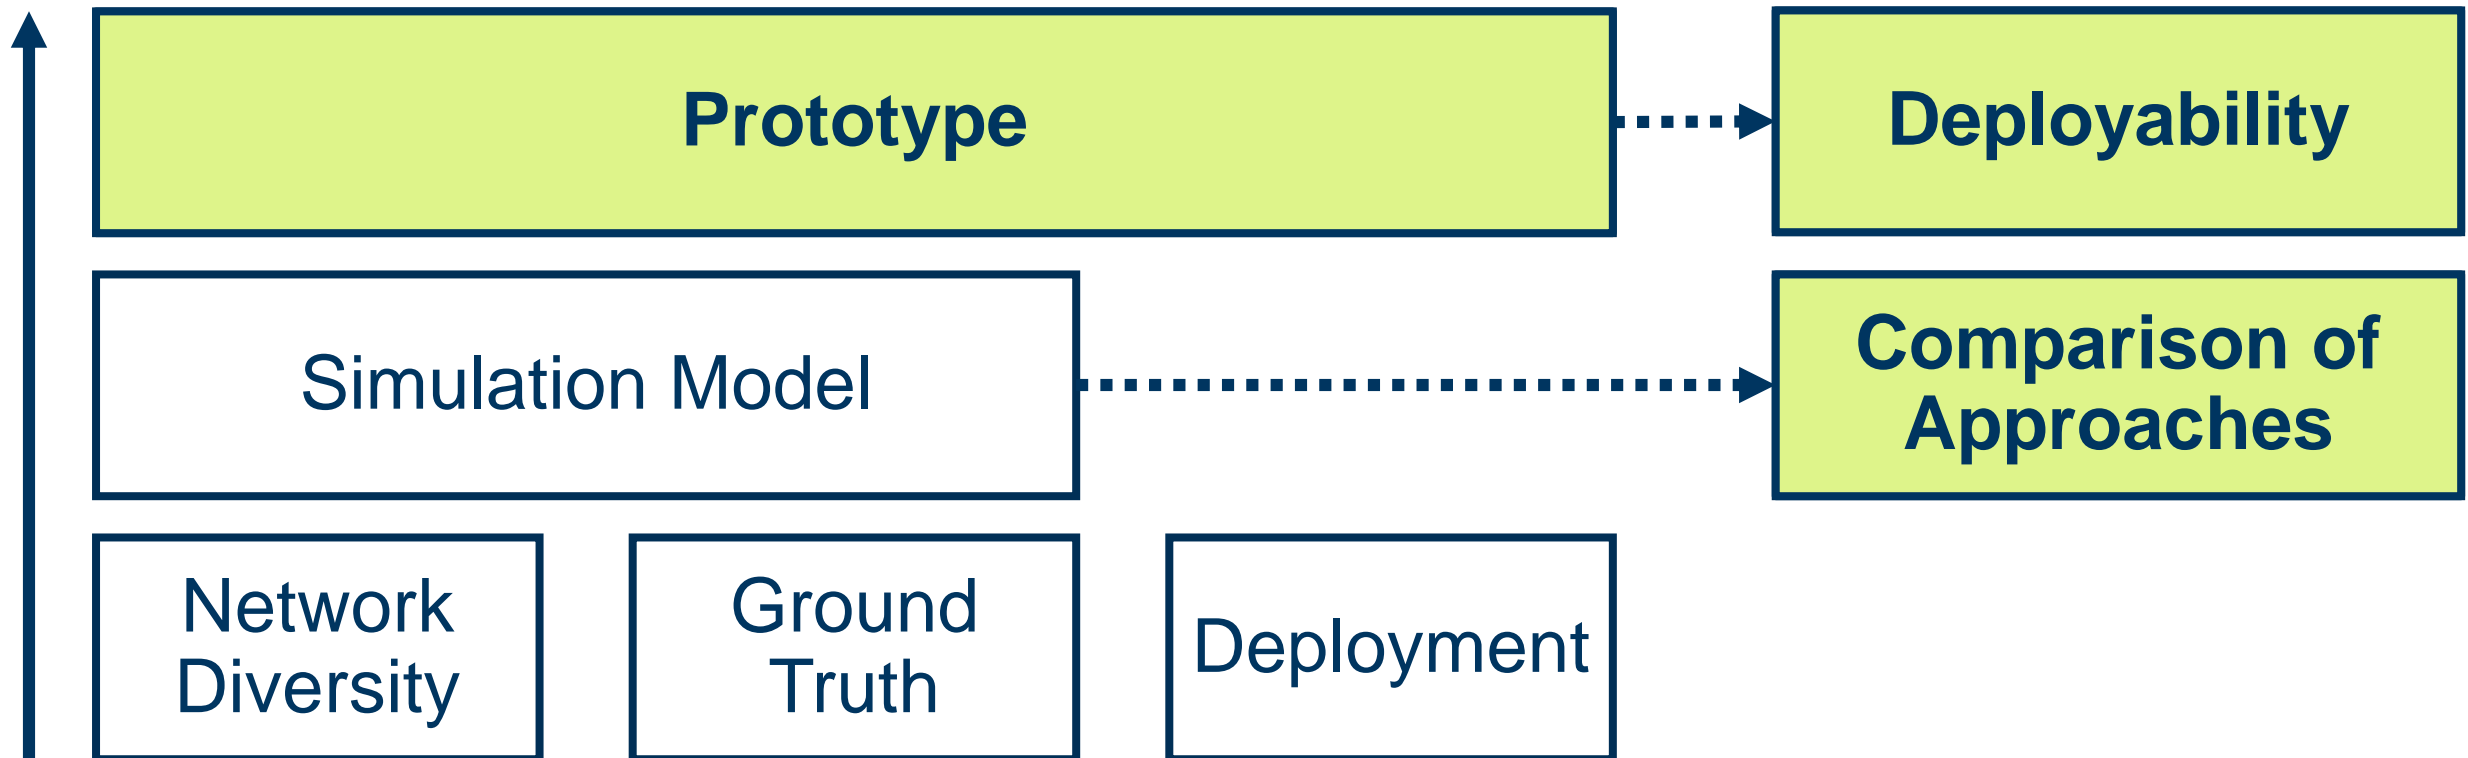 Prototype
Deployability
Simulation Model
Comparison of
Approaches
Network
Diversity
Ground
Truth
Deployment